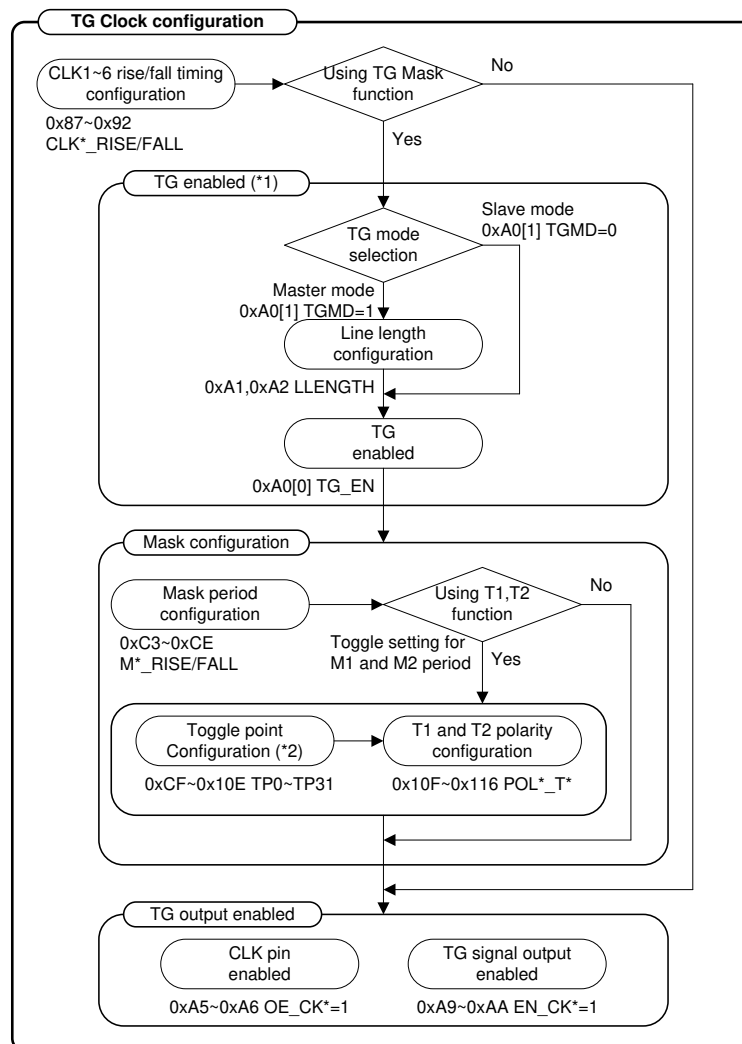 TG Clock configuration
CLK1~6 rise/fall timing
configuration
0x87~0x92
CLK*_RISE/FALL
Using TG Mask
function
No
Yes
TG enabled (*1)
TG mode
selection
Slave mode
0xA0[1] TGMD=0
Master mode
0xA0[1] TGMD=1
Line length
configuration
0xA1,0xA2 LLENGTH
TG
enabled
0xA0[0] TG_EN
Mask configuration
Mask period
configuration
0xC3~0xCE
M*_RISE/FALL
Using T1,T2
function
No
Toggle setting for
M1 and M2 period
Yes
Toggle point
Configuration (*2)
0xCF~0x10E TP0~TP31
T1 and T2 polarity
configuration
0x10F~0x116 POL*_T*
TG output enabled
CLK pin
enabled
0xA5~0xA6 OE_CK*=1
TG signal output
enabled
0xA9~0xAA EN_CK*=1